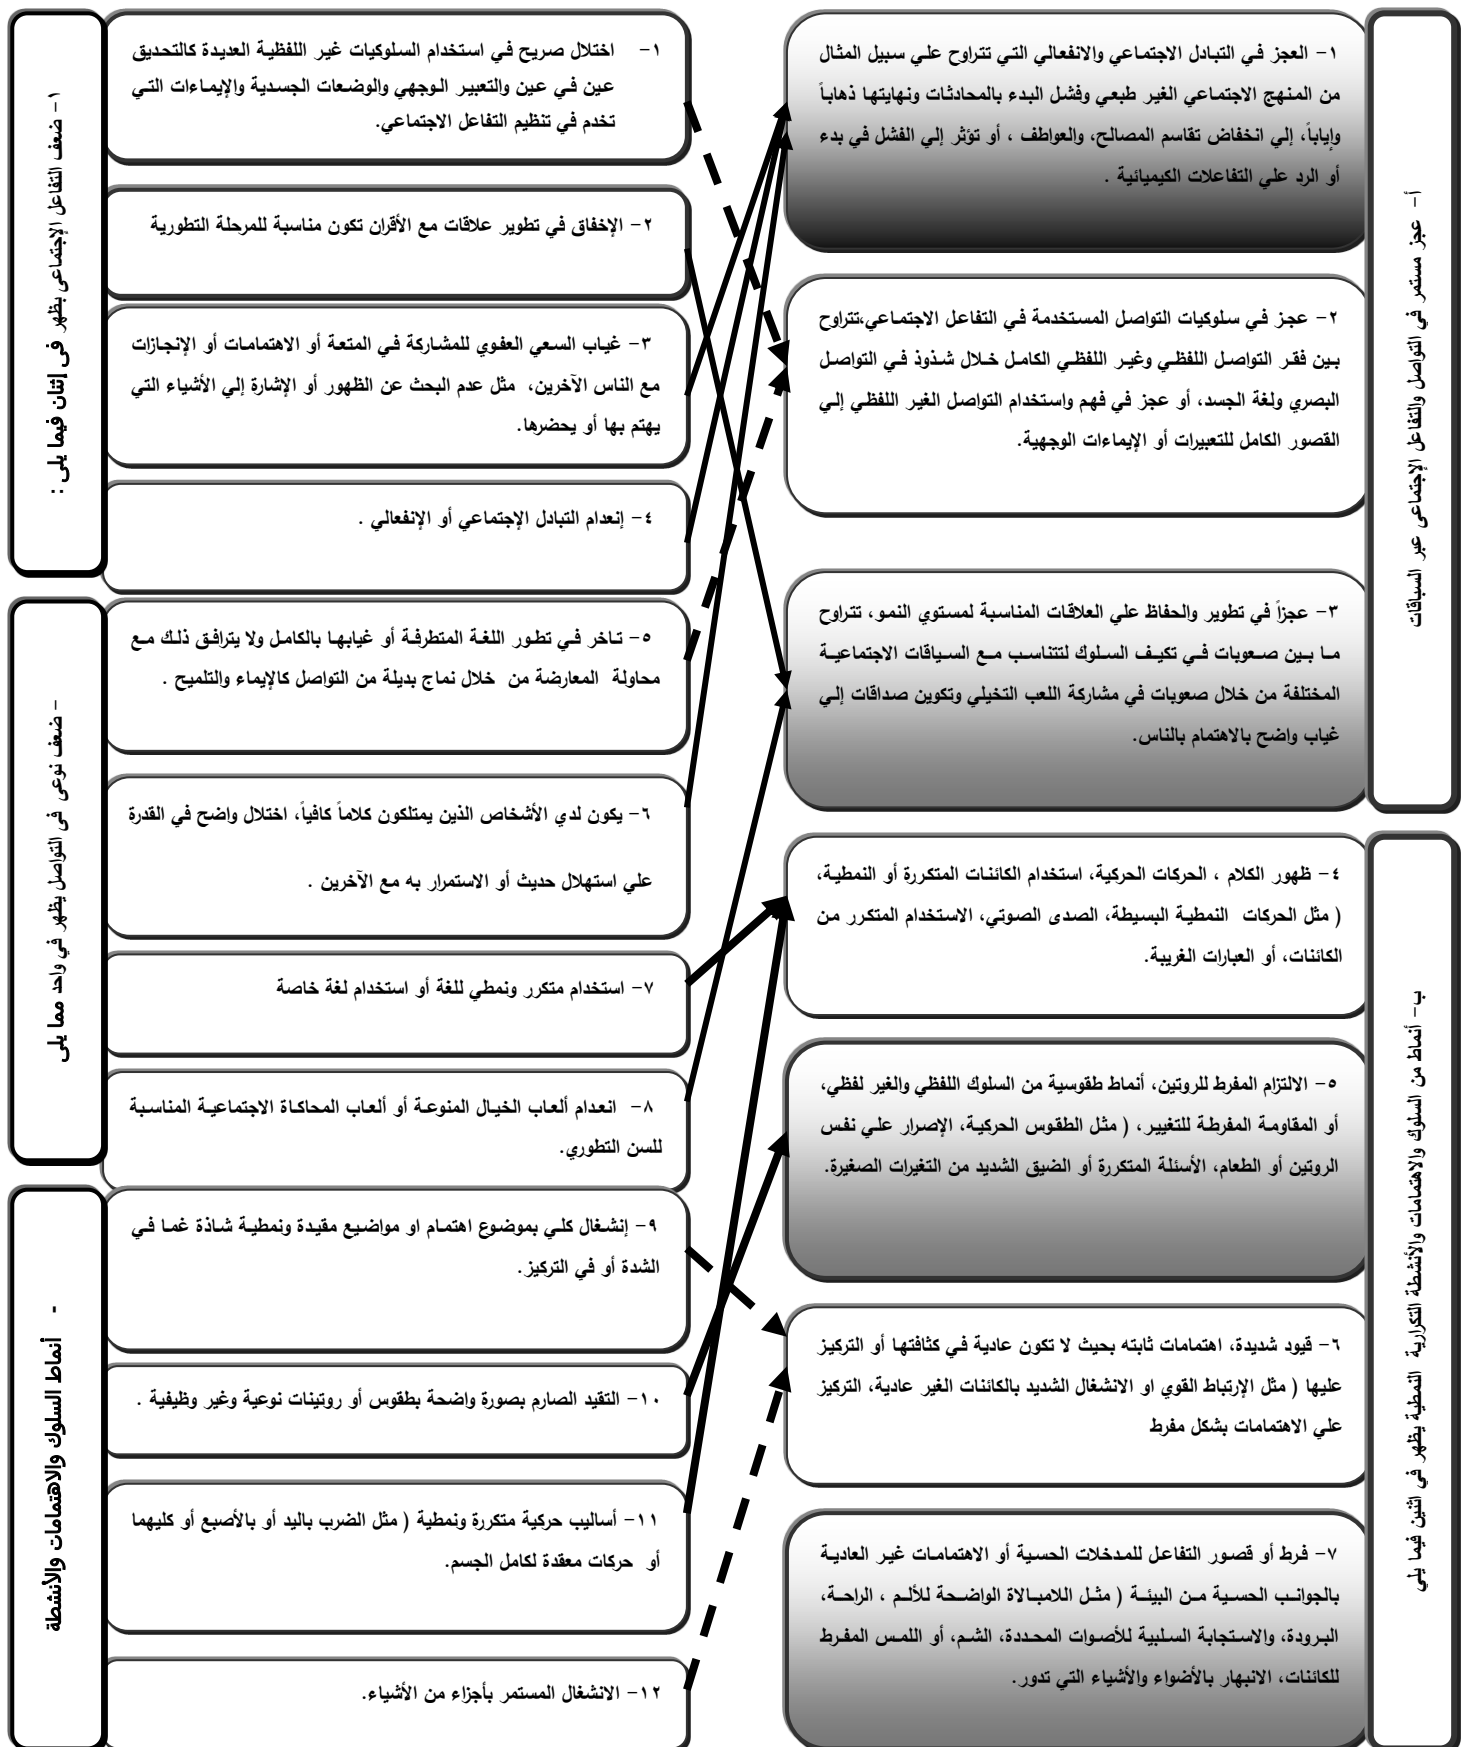 أ- عجز مستمر في التواصل والتفاعل الإجتماعى عبر السباقات
١- العجز في التبادل الاجتماعي والانفعالي التي تتراوح علي سبيل المثال
من المنهج الاجتماعي الغير طبعي وفشل البدء بالمحادثات ونهايتها ذهاباً
وإياباً، إلي انخفاض تقاسم المصالح، والعواطف ، أو تؤثر إلي الفشل في بدء
أو الرد علي التفاعلات الكيميائية .
٢- عجز في سلوكيات التواصل المستخدمة في التفاعل الاجتماعي،تتراوح
بين فقر التواصل اللفظي وغير اللفظي الكامل خلال شذوذ في التواصل
البصري ولغة الجسد، أو عجز في فهم واستخدام التواصل الغير اللفظي إلي
القصور الكامل للتعبيرات أو الإيماءات الوجهية.
٣- عجزاً في تطوير والحفاظ علي العلاقات المناسبة لمستوي النمو، تتراوح
ما بين صعوبات في تكيف السلوك لتتناسب مع السياقات الاجتماعية
المختلفة من خلال صعوبات في مشاركة اللعب التخيلي وتكوين صداقات إلي
غياب واضح بالاهتمام بالناس.
ب- أنماط من السلوك والاهتمامات والأنشطة التكرارية النمطية يظهر في اثنين فيما يلي
٤- ظهور الكلام ، الحركات الحركية، استخدام الكائنات المتكررة أو النمطية،
( مثل الحركات النمطية البسيطة، الصدى الصوتي، الاستخدام المتكرر من
الكائنات، أو العبارات الغريبة.
٥- الالتزام المفرط للروتين، أنماط طقوسية من السلوك اللفظي والغير لفظي،
أو المقاومة المفرطة للتغيير، ( مثل الطقوس الحركية، الإصرار علي نفس
الروتين أو الطعام، الأسئلة المتكررة أو الضيق الشديد من التغيرات الصغيرة.
٦- قيود شديدة، اهتمامات ثابته بحيث لا تكون عادية في كثافتها أو التركيز
عليها ( مثل الإرتباط القوي او الانشغال الشديد بالكائنات الغير عادية، التركيز
علي الاهتمامات بشكل مفرط
٧- فرط أو قصور التفاعل للمدخلات الحسية أو الاهتمامات غير العادية
بالجوانب الحسية من البيئة ( مثل اللامبالاة الواضحة للألم ، الراحة،
البرودة، والاستجابة السلبية للأصوات المحددة، الشم، أو اللمس المفرط
للكائنات، الانبهار بالأضواء والأشياء التي تدور.
١- ضعف التفاعل الإجتماعى بظهر فى إثنان فيما يلى :
١- اختلال صريح في استخدام السلوكيات غير اللفظية العديدة كالتحديق
عين في عين والتعبير الوجهي والوضعات الجسدية والإيماءات التي
تخدم في تنظيم التفاعل الاجتماعي.
٢- الإخفاق في تطوير علاقات مع الأقران تكون مناسبة للمرحلة التطورية
٣- غياب السعي العفوي للمشاركة في المتعة أو الاهتمامات أو الإنجازات
مع الناس الآخرين، مثل عدم البحث عن الظهور أو الإشارة إلي الأشياء التي
يهتم بها أو يحضرها.
٤- إنعدام التبادل الإجتماعي أو الإنفعالي .
- ضعف نوعى فى التواصل يظهر في واحد مما يلى
٥- تاخر في تطور اللغة المتطرفة أو غيابها بالكامل ولا يترافق ذلك مع
محاولة المعارضة من خلال نماج بديلة من التواصل كالإيماء والتلميح .
٦- يكون لدي الأشخاص الذين يمتلكون كلاماً كافياً، اختلال واضح في القدرة
علي استهلال حديث أو الاستمرار به مع الآخرين .
٧- استخدام متكرر ونمطي للغة أو استخدام لغة خاصة
٨- انعدام ألعاب الخيال المنوعة أو ألعاب المحاكاة الاجتماعية المناسبة
للسن التطوري.
- أنماط السلوك والاهتمامات والأنشطة
٩- إنشغال كلي بموضوع اهتمام او مواضيع مقيدة ونمطية شاذة غما في
الشدة أو في التركيز.
١٠- التقيد الصارم بصورة واضحة بطقوس أو روتينات نوعية وغير وظيفية .
١١- أساليب حركية متكررة ونمطية ( مثل الضرب باليد أو بالأصبع أو كليهما
أو حركات معقدة لكامل الجسم.
١٢- الانشغال المستمر بأجزاء من الأشياء.